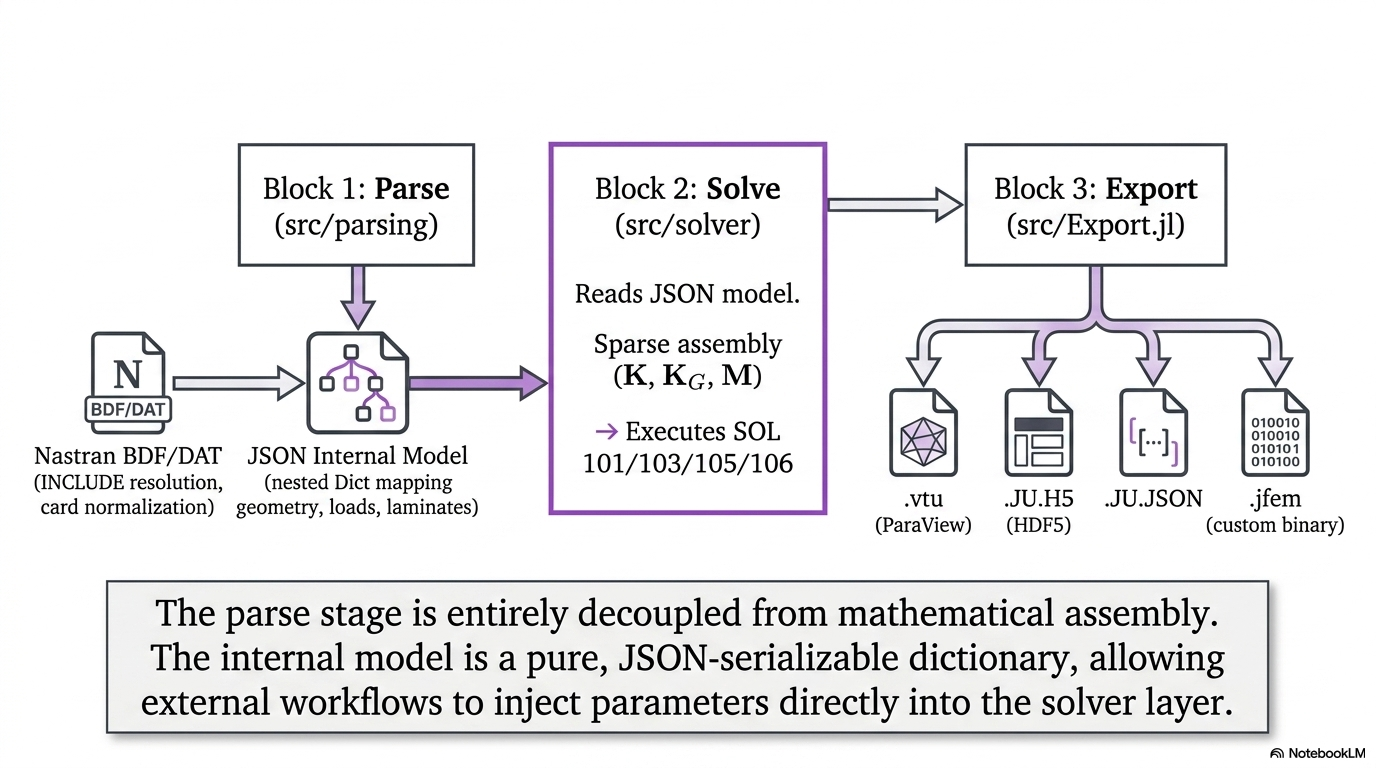 Block 1: Parse
(src/parsing)
Block 2: Solve
(src/solver)
Reads JSON model.
Sparse assembly
(K, K_G, M)
→ Executes SOL
101/103/105/106
Block 3: Export
(src/Export.jl)
N
BDF/DAT
Nastran BDF/DAT
(INCLUDE resolution,
card normalization)
JSON Internal Model
(nested Dict mapping
geometry, loads, laminates)
.vtu
(ParaView)
.JU.H5
(HDF5)
[...]
.JU.JSON
010010
010010
010101
010100
.jfem
(custom binary)
The parse stage is entirely decoupled from mathematical assembly.
The internal model is a pure, JSON-serializable dictionary, allowing
external workflows to inject parameters directly into the solver layer.
NotebookLM